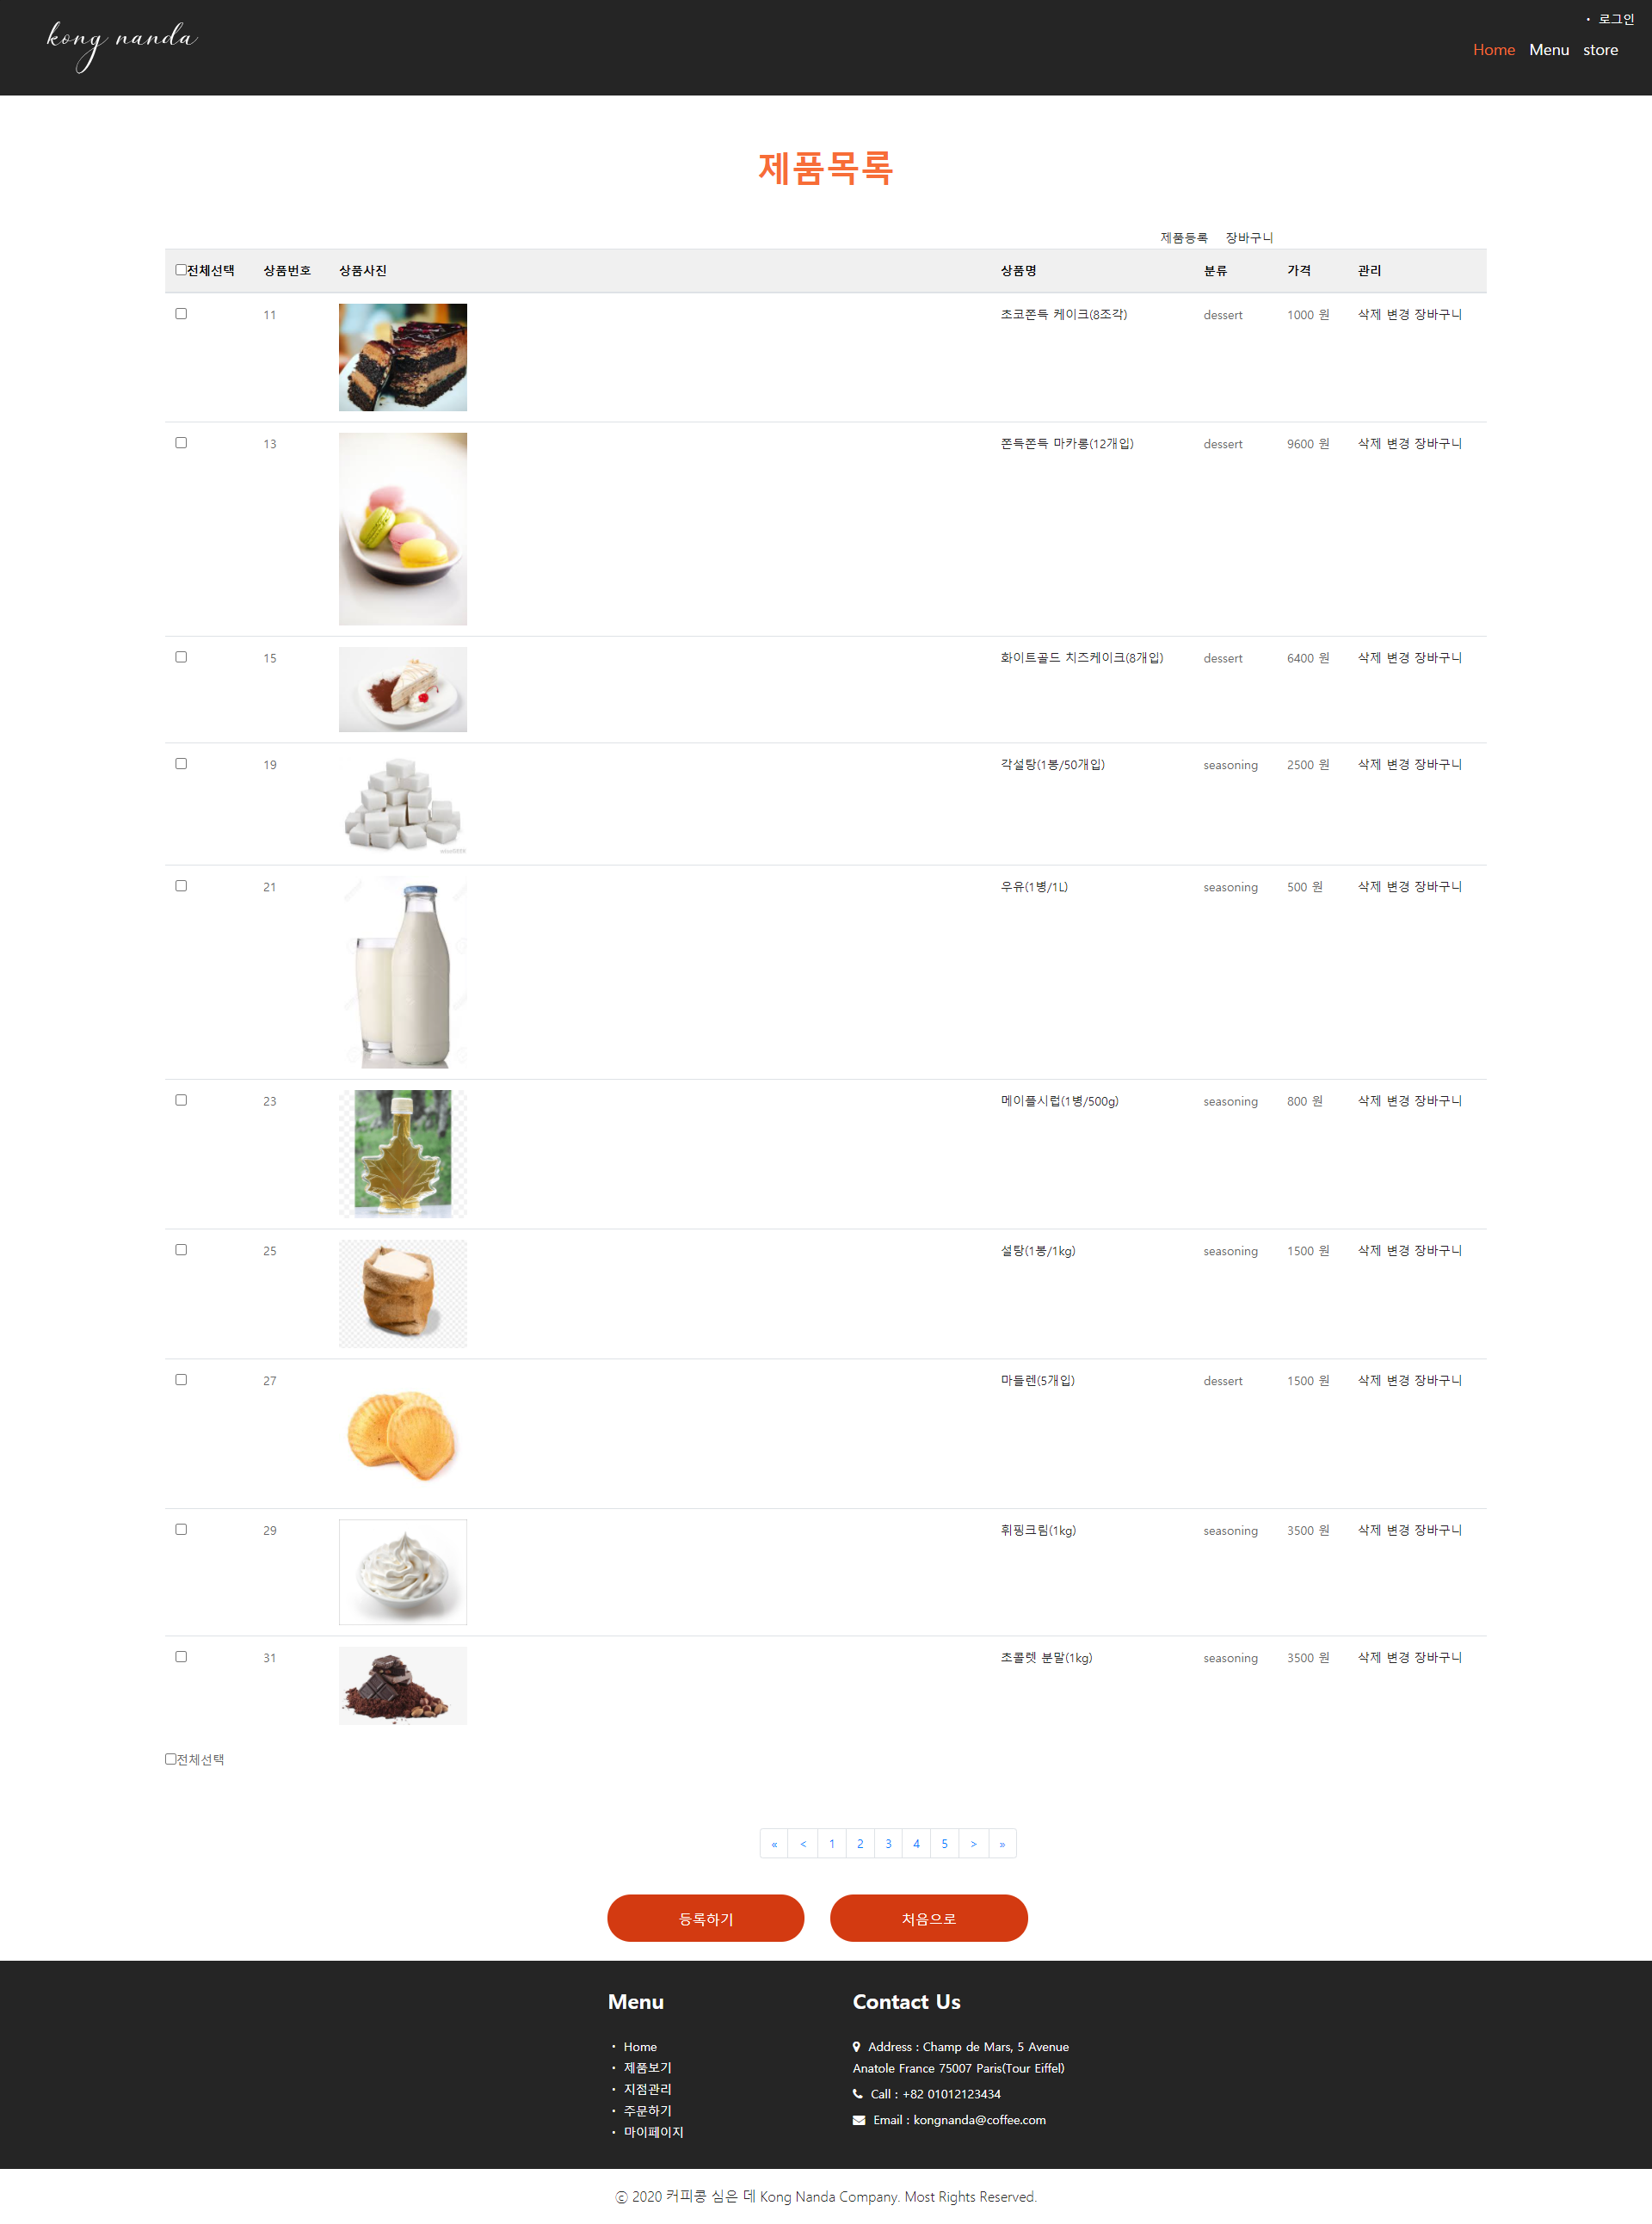 kong nanda
• 로그인
Home Menu store
제품목록
제품등록 장바구니
전체선택 상품번호 상품사진 상품명 분류 가격 관리
11 초코쫀득 케이크(8조각) dessert 1000 원 삭제 변경 장바구니
13 쫀득쫀득 마카롱(12개입) dessert 9600 원 삭제 변경 장바구니
15 화이트골드 치즈케이크(8개입) dessert 6400 원 삭제 변경 장바구니
19 각설탕(1봉/50개입) seasoning 2500 원 삭제 변경 장바구니
21 우유(1병/1L) seasoning 500 원 삭제 변경 장바구니
23 메이플시럽(1병/500g) seasoning 800 원 삭제 변경 장바구니
25 설탕(1봉/1kg) seasoning 1500 원 삭제 변경 장바구니
27 마들렌(5개입) dessert 1500 원 삭제 변경 장바구니
29 휘핑크림(1kg) seasoning 3500 원 삭제 변경 장바구니
31 초콜렛 분말(1kg) seasoning 3500 원 삭제 변경 장바구니
전체선택
« < 1 2 3 4 5 > »
등록하기 처음으로
Menu
• Home
• 제품보기
• 지점관리
• 주문하기
• 마이페이지
Contact Us
Address : Champ de Mars, 5 Avenue
Anatole France 75007 Paris(Tour Eiffel)
Call : +82 01012123434
Email : kongnanda@coffee.com
ⓒ 2020 커피콩 심은 데 Kong Nanda Company. Most Rights Reserved.